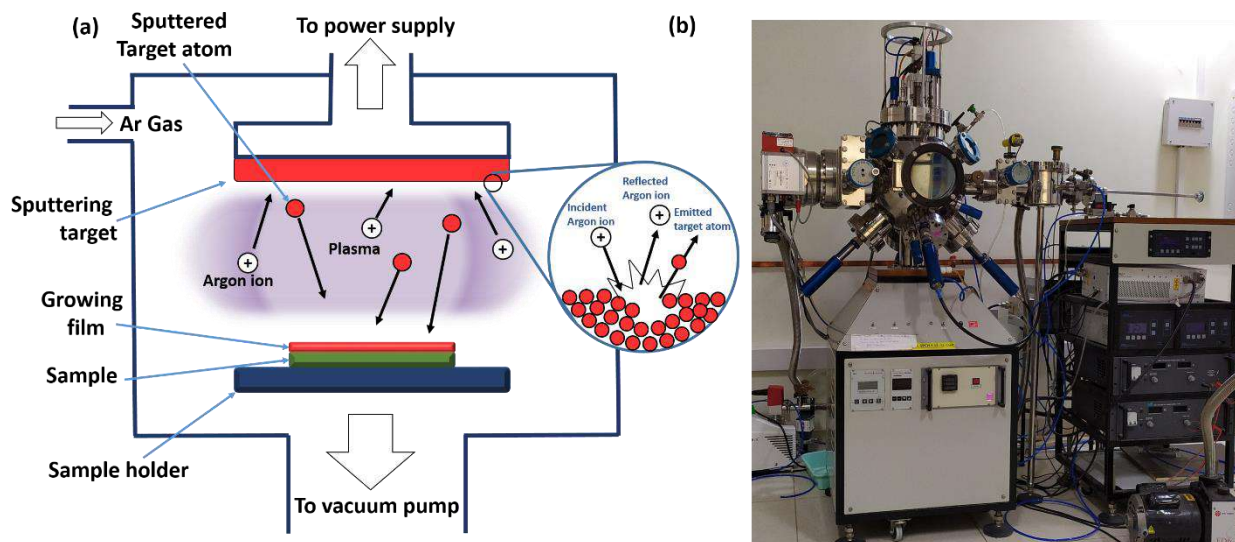 (a)
Sputtered
Target atom
To power supply
(b)
Ar Gas
Sputtering
target
Argon ion
Plasma
Incident
Argon ion
Reflected
Argon ion
Emitted
target atom
Growing
film
Sample
Sample holder
To vacuum pump